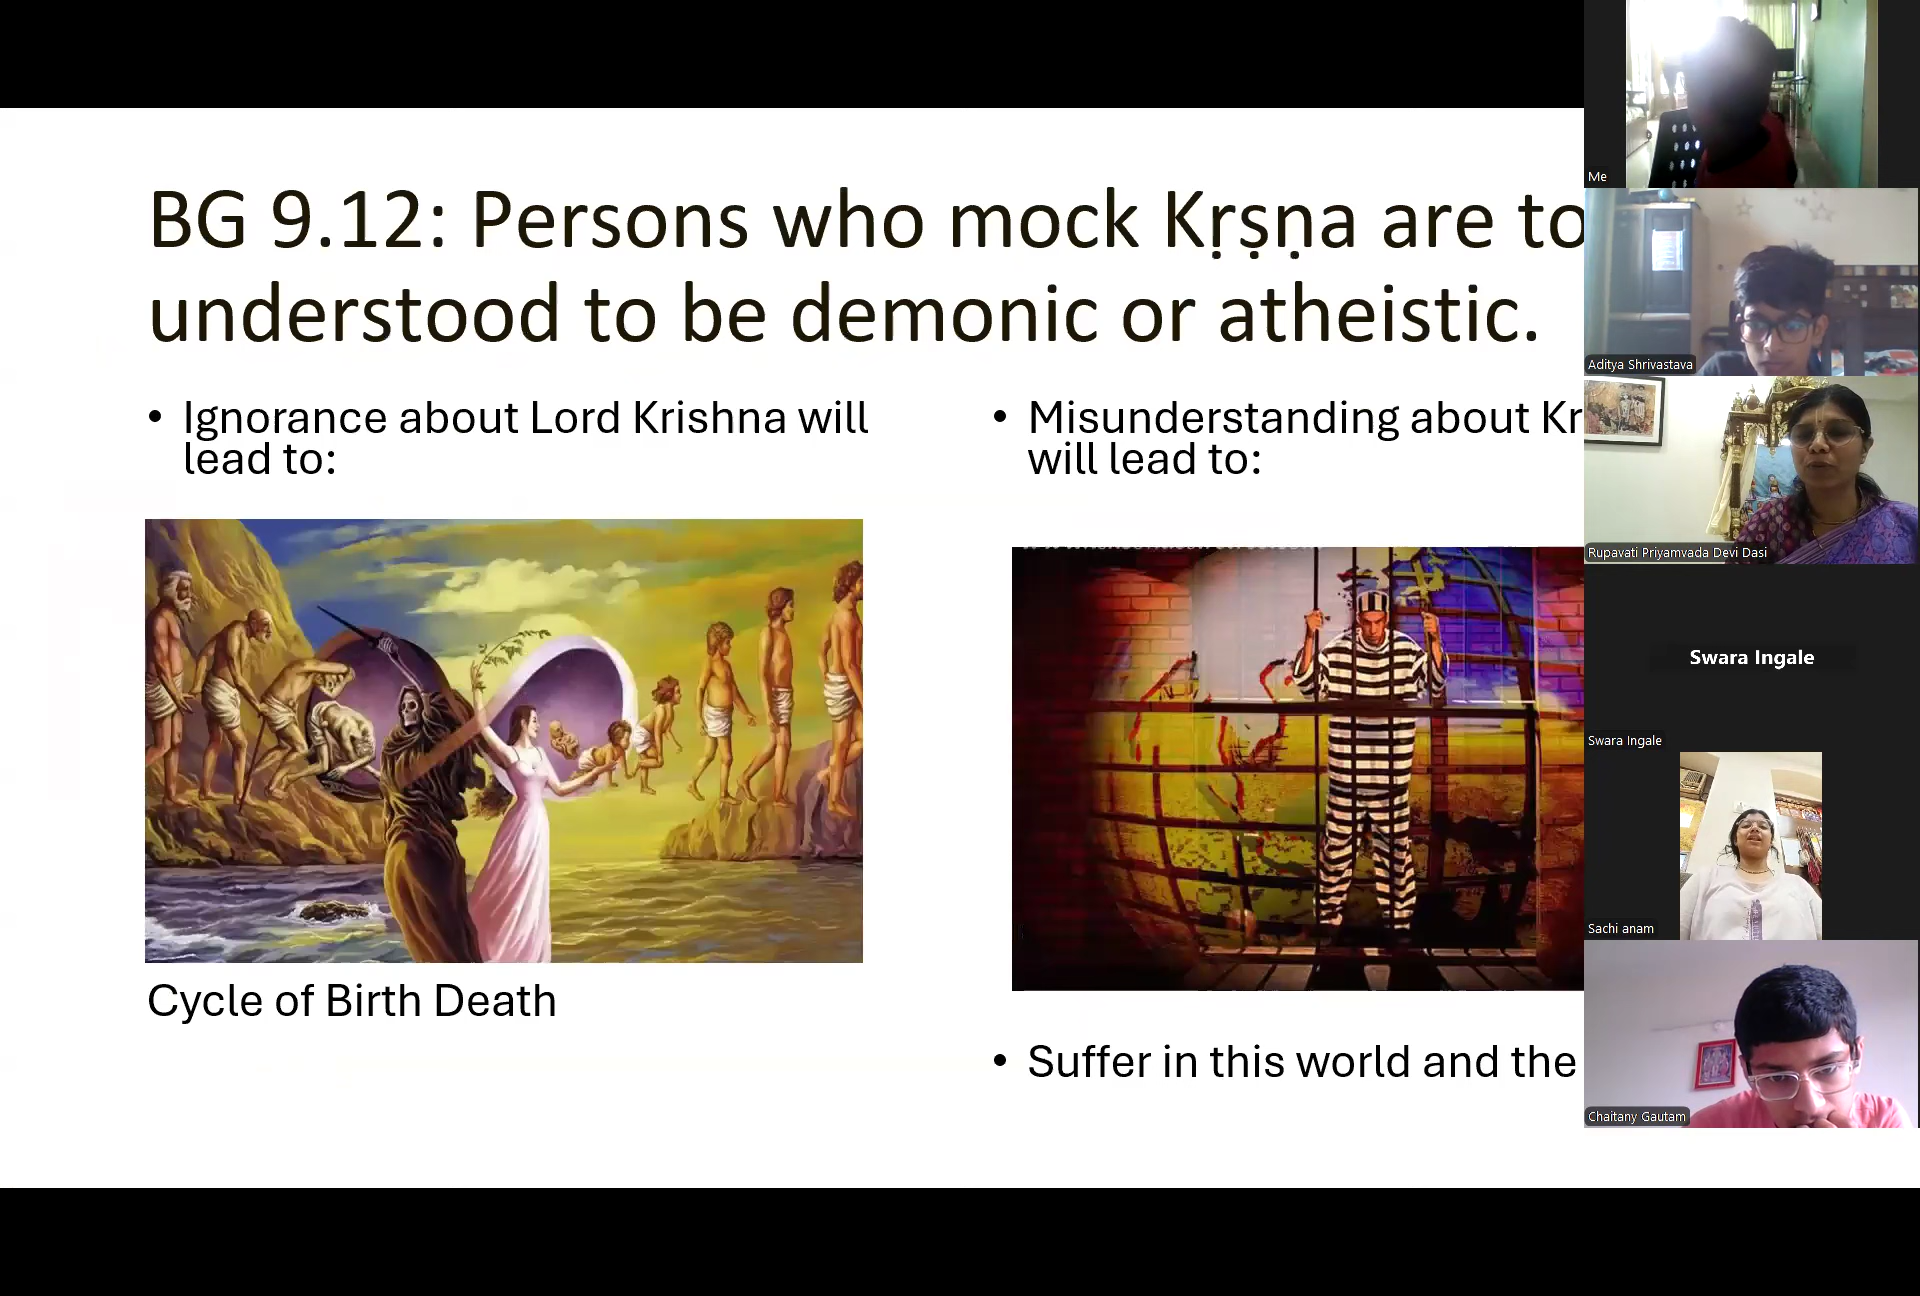 BG 9.12: Persons who mock Kṛṣṇa are to
understood to be demonic or atheistic.
• Ignorance about Lord Krishna will
lead to:
Cycle of Birth Death
• Misunderstanding about Kr
will lead to:
• Suffer in this world and the
Me
Aditya Shrivastava
Rupavati Priyamvada Devi Dasi
Swara Ingale
Swara Ingale
Sachi anam
Chaitany Gautam